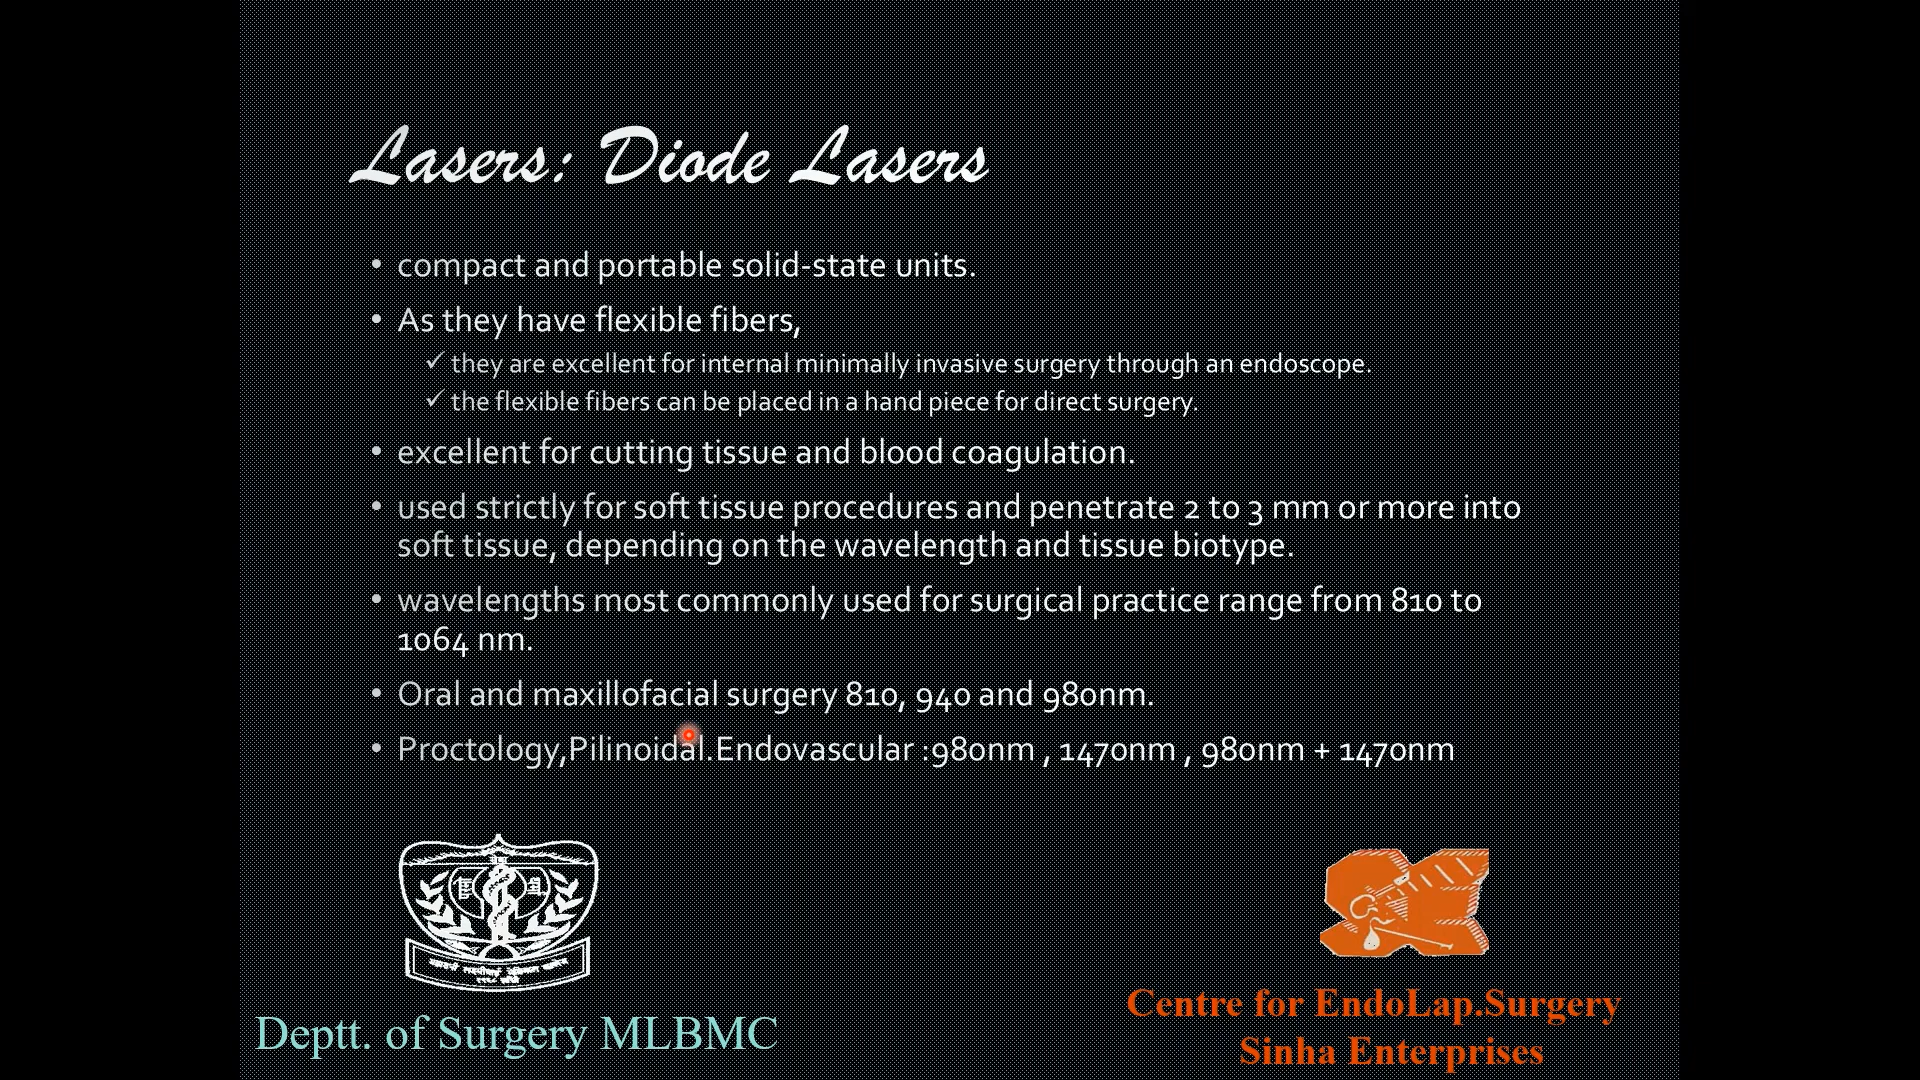 Lasers: Diode Lasers
• compact and portable solid-state units.
• As they have flexible fibers,
✓ they are excellent for internal minimally invasive surgery through an endoscope.
✓ the flexible fibers can be placed in a hand piece for direct surgery.
• excellent for cutting tissue and blood coagulation.
• used strictly for soft tissue procedures and penetrate 2 to 3 mm or more into
soft tissue, depending on the wavelength and tissue biotype.
• wavelengths most commonly used for surgical practice range from 810 to
1064 nm.
• Oral and maxillofacial surgery 810, 940 and 980nm.
• Proctology,Pilinoidal.Endovascular :980nm , 1470nm , 980nm + 1470nm
Deptt. of Surgery MLBMC
Centre for EndoLap.Surgery
Sinha Enterprises